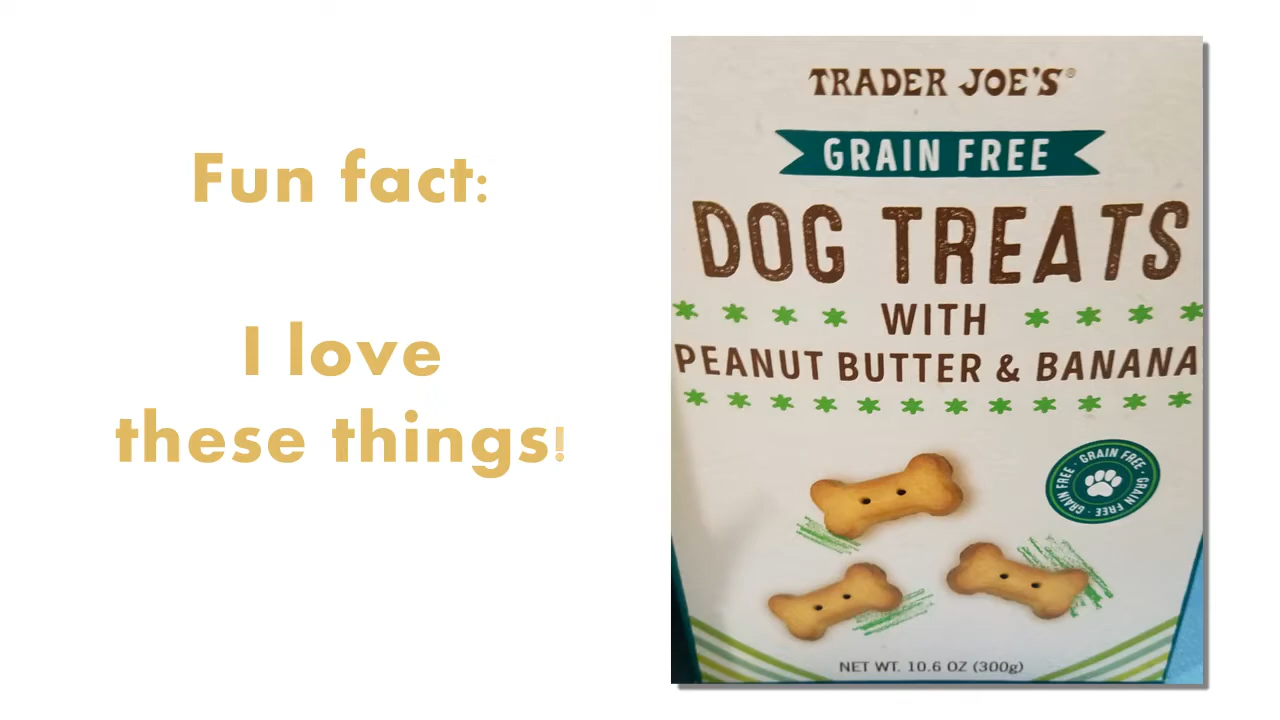 Fun fact:
I love
these things!
TRADER JOE'S®
GRAIN FREE
DOG TREATS
WITH
PEANUT BUTTER & BANANA
GRAIN FREE · GRAIN FREE · GRAIN FREE ·
NET WT. 10.6 OZ (300g)